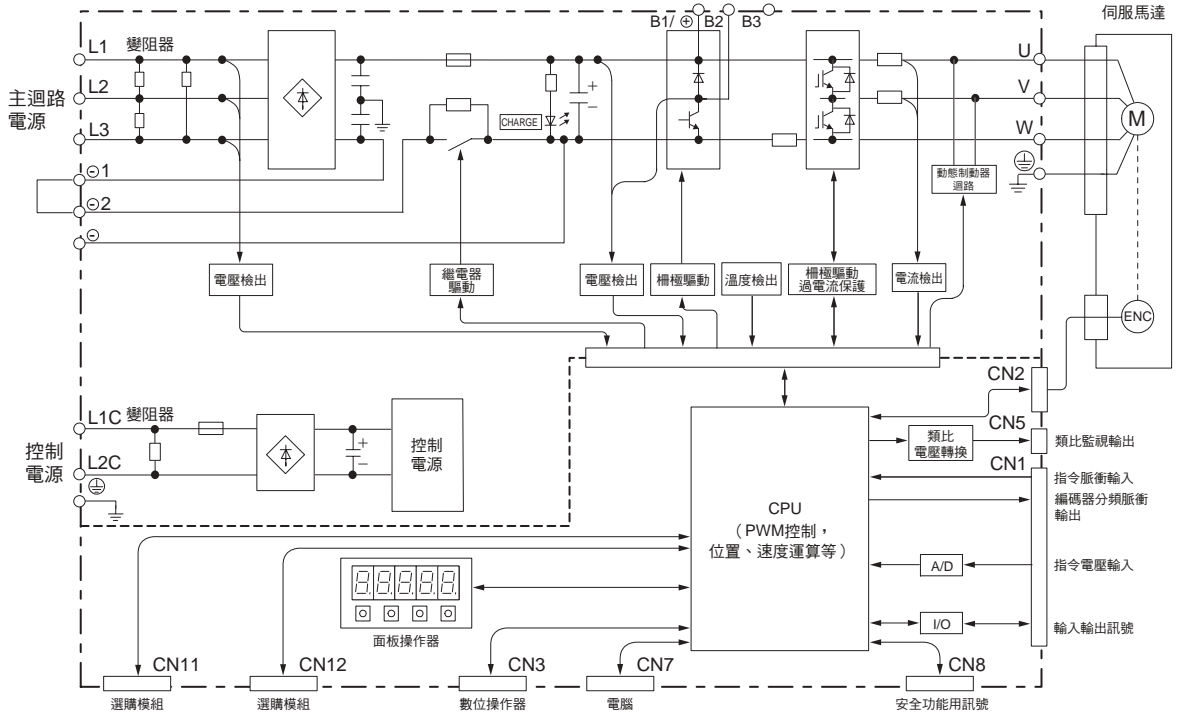 伺服馬達
B1/⊕ B2 B3
L1 變阻器
U
主迴路
電源
L2
V
CHARGE
M
L3
W
⊖1
動態制動器
迴路
⊖2
⊖
電壓檢出
繼電器
驅動
電壓檢出
柵極驅動
溫度檢出
柵極驅動
過電流保護
電流檢出
ENC
CN2
L1C 變阻器
控制
電源
控制
電源
L2C
類比
電壓轉換
CN5
類比監視輸出
CN1
指令脈衝輸入
編碼器分頻脈衝
輸出
CPU
(PWM控制,
位置、速度運算等)
A/D
指令電壓輸入
8.8.8.8.8.
面板操作器
I/O
輸入輸出訊號
CN11
CN12
CN3
CN7
CN8
選購模組
選購模組
數位操作器
電腦
安全功能用訊號